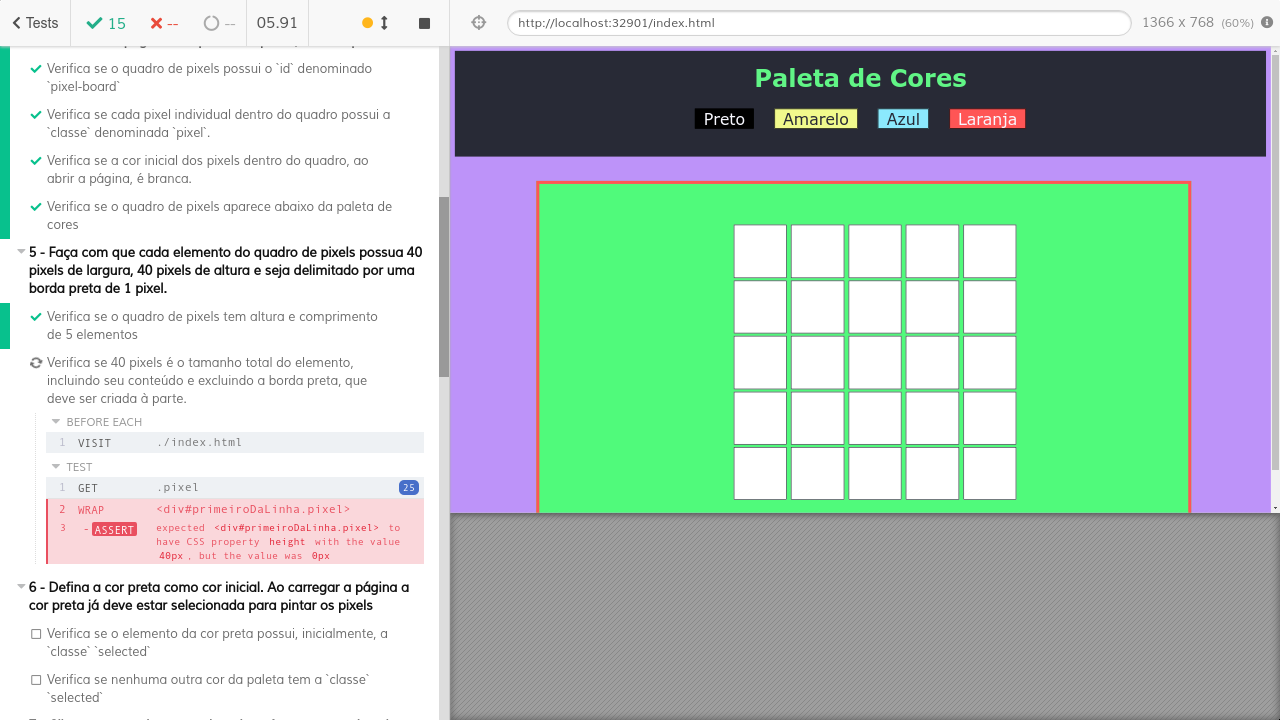 Tests 15 -- -- 05.91
http://localhost:32901/index.html 1366 x 768 (60%)
Verifica se o quadro de pixels possui o `id` denominado
`pixel-board`
Verifica se cada pixel individual dentro do quadro possui a
`classe` denominada `pixel`.
Verifica se a cor inicial dos pixels dentro do quadro, ao
abrir a página, é branca.
Verifica se o quadro de pixels aparece abaixo da paleta de
cores
5 - Faça com que cada elemento do quadro de pixels possua 40
pixels de largura, 40 pixels de altura e seja delimitado por uma
borda preta de 1 pixel.
Verifica se o quadro de pixels tem altura e comprimento
de 5 elementos
Verifica se 40 pixels é o tamanho total do elemento,
incluindo seu conteúdo e excluindo a borda preta, que
deve ser criada à parte.
BEFORE EACH
1 VISIT ./index.html
TEST
1 GET .pixel 25
2 WRAP <div#primeiroDaLinha.pixel>
3 -ASSERT expected <div#primeiroDaLinha.pixel> to
have CSS property height with the value
40px, but the value was 0px
6 - Defina a cor preta como cor inicial. Ao carregar a página a
cor preta já deve estar selecionada para pintar os pixels
Verifica se o elemento da cor preta possui, inicialmente, a
`classe` `selected`
Verifica se nenhuma outra cor da paleta tem a `classe`
`selected`
Paleta de Cores
Preto Amarelo Azul Laranja